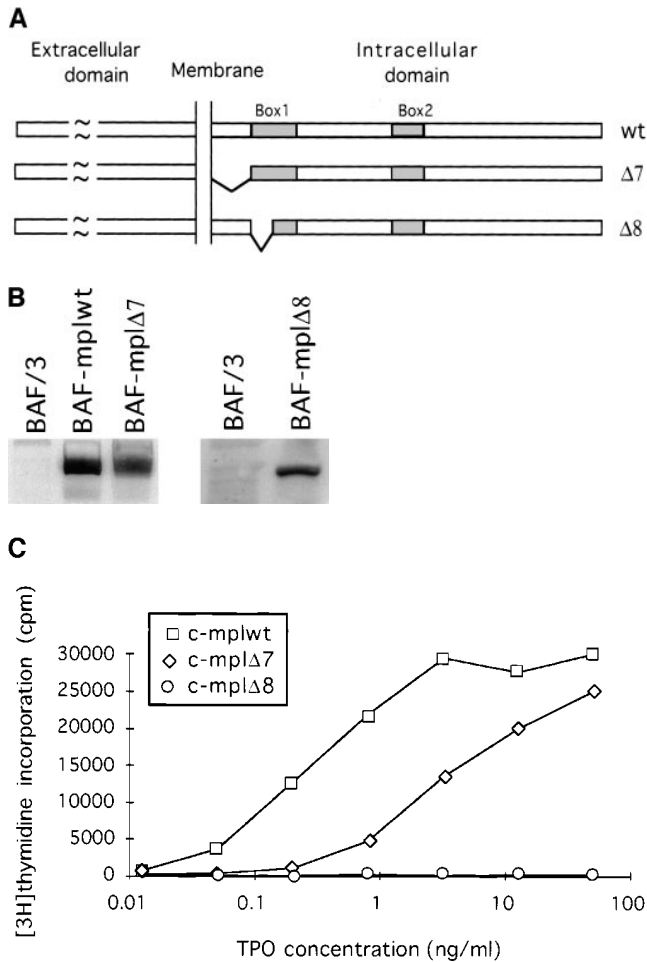 A
Extracellular
domain
Membrane
Intracellular
domain
Box1
Box2
wt
Δ7
Δ8
B
BAF/3
BAF-mplwt
BAF-mplΔ7
BAF/3
BAF-mplΔ8
C
[3H]thymidine incorporation (cpm)
c-mplwt
c-mplΔ7
c-mplΔ8
30000
25000
20000
15000
10000
5000
0
0.01
0.1
1
10
100
TPO concentration (ng/ml)